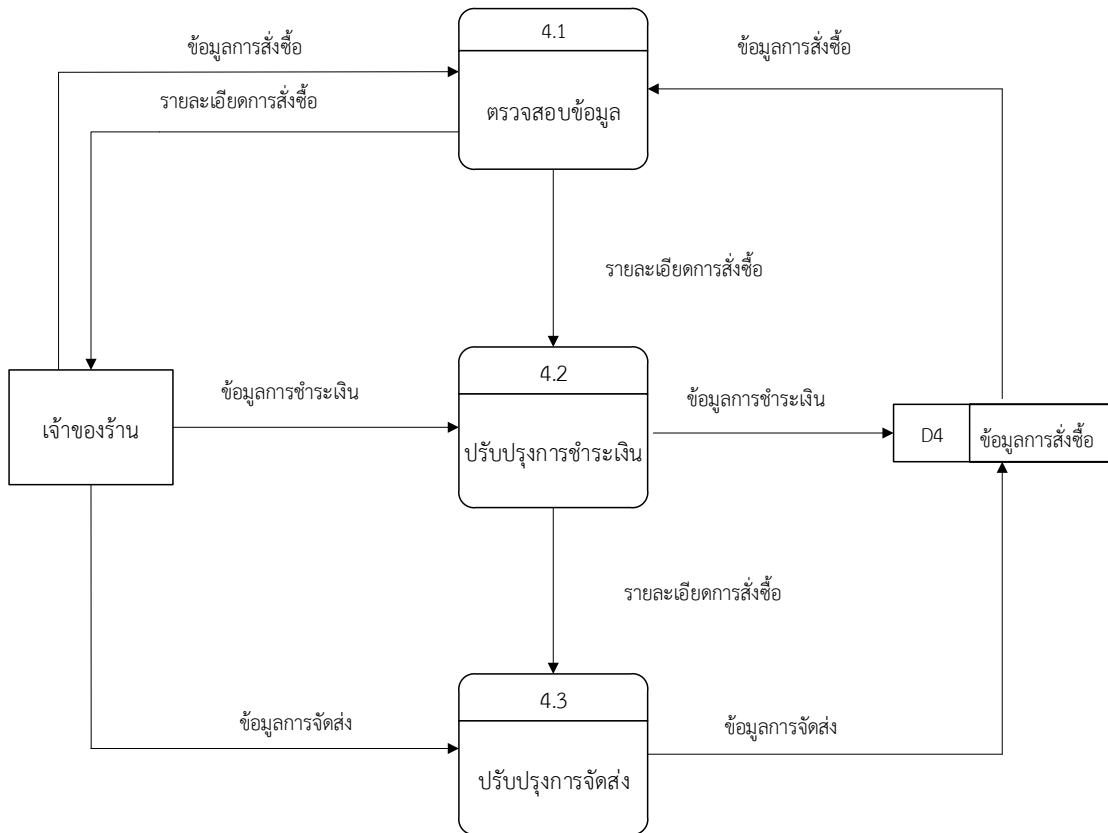 4.1
ข้อมูลการสั่งซื้อ
ข้อมูลการสั่งซื้อ
รายละเอียดการสั่งซื้อ
ตรวจสอบข้อมูล
รายละเอียดการสั่งซื้อ
4.2
ข้อมูลการชำระเงิน
ข้อมูลการชำระเงิน
เจ้าของร้าน
ปรับปรุงการชำระเงิน
D4
ข้อมูลการสั่งซื้อ
รายละเอียดการสั่งซื้อ
4.3
ข้อมูลการจัดส่ง
ข้อมูลการจัดส่ง
ปรับปรุงการจัดส่ง